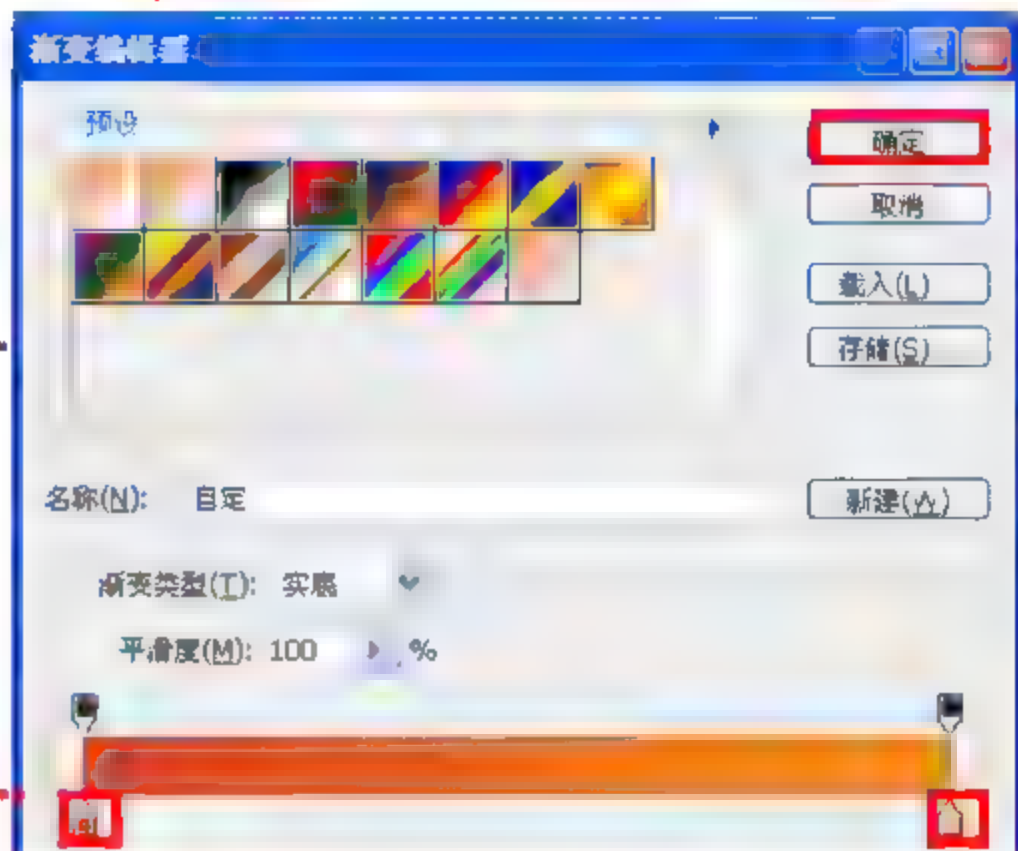 渐变编辑器
预设
确定
取消
载入(L)
存储(S)
名称(N): 自定
新建(W)
渐变类型(T): 实底
平滑度(M): 100 %